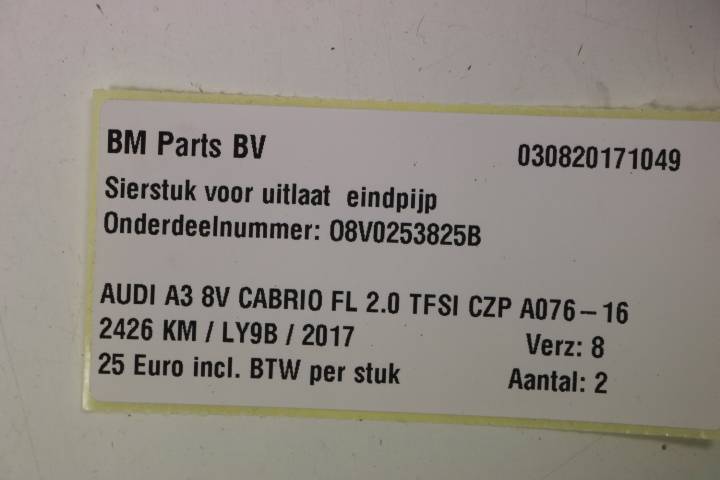 BM Parts BV 030820171049
Sierstuk voor uitlaat eindpijp
Onderdeelnummer: 08V0253825B
AUDI A3 8V CABRIO FL 2.0 TFSI CZP A076-16
2426 KM / LY9B / 2017 Verz: 8
25 Euro incl. BTW per stuk Aantal: 2